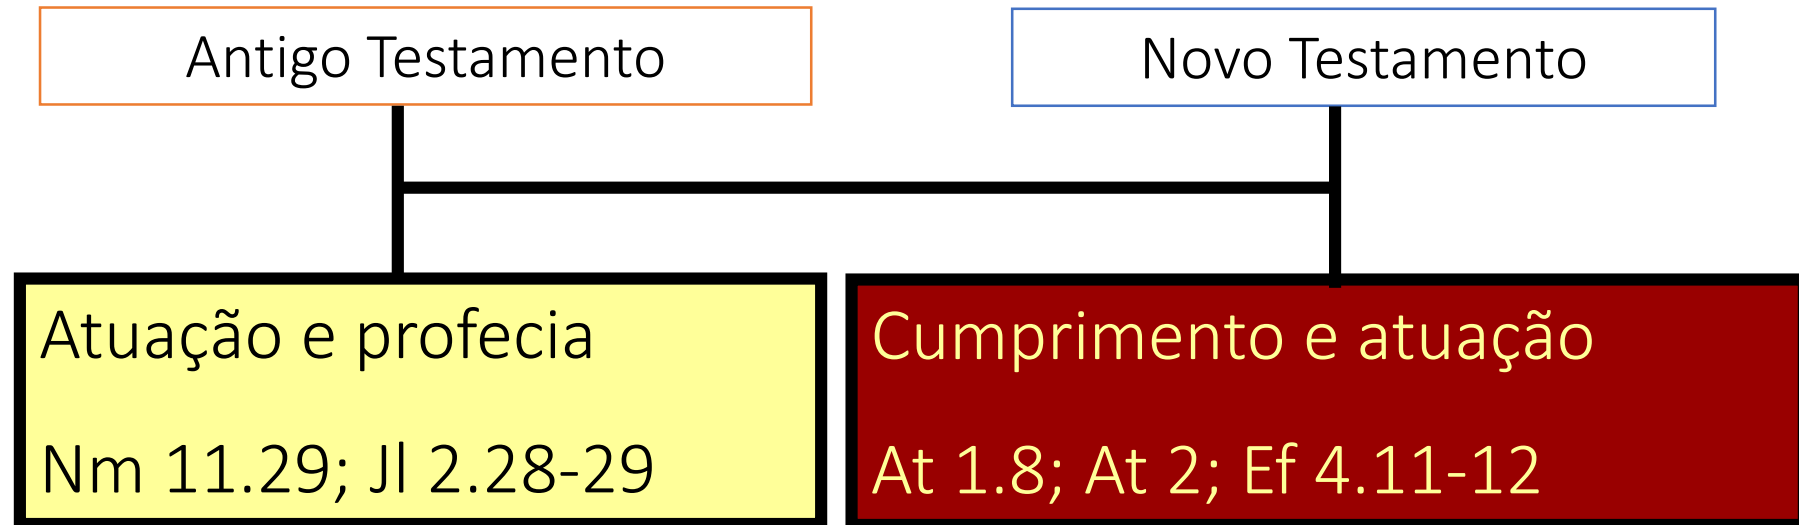 Antigo Testamento
Novo Testamento
Atuação e profecia
Nm 11.29; Jl 2.28-29
Cumprimento e atuação
At 1.8; At 2; Ef 4.11-12